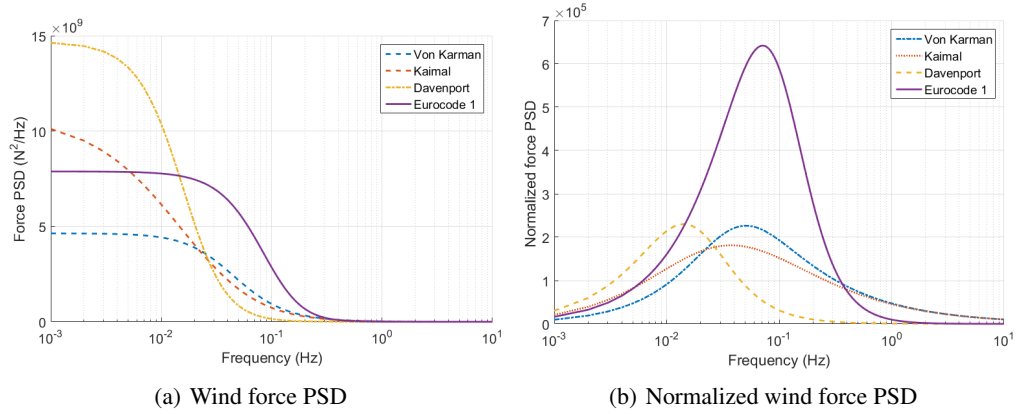 ×10⁹
15
10
5
0
Force PSD (N²/Hz)
10⁻³ 10⁻² 10⁻¹ 10⁰ 10¹
Frequency (Hz)
Von Karman
Kaimal
Davenport
Eurocode 1
(a) Wind force PSD
×10⁵
7
6
5
4
3
2
1
0
Normalized force PSD
10⁻³ 10⁻² 10⁻¹ 10⁰ 10¹
Frequency (Hz)
Von Karman
Kaimal
Davenport
Eurocode 1
(b) Normalized wind force PSD